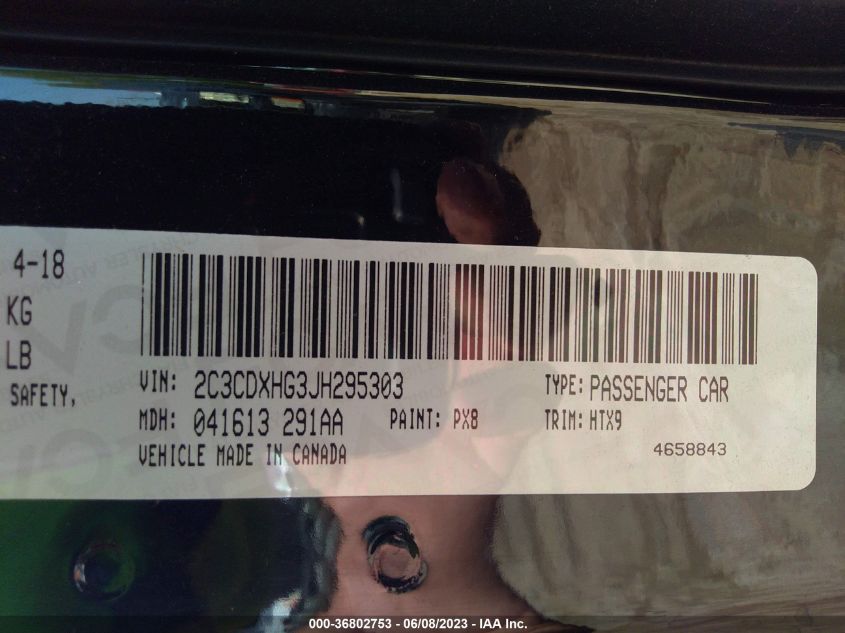 4-18
KG
LB
SAFETY,
VIN: 2C3CDXHG3JH295303 TYPE: PASSENGER CAR
MDH: 041613 291AA PAINT: PX8 TRIM: HTX9
VEHICLE MADE IN CANADA 4658843
000-36802753 - 06/08/2023 - IAA Inc.